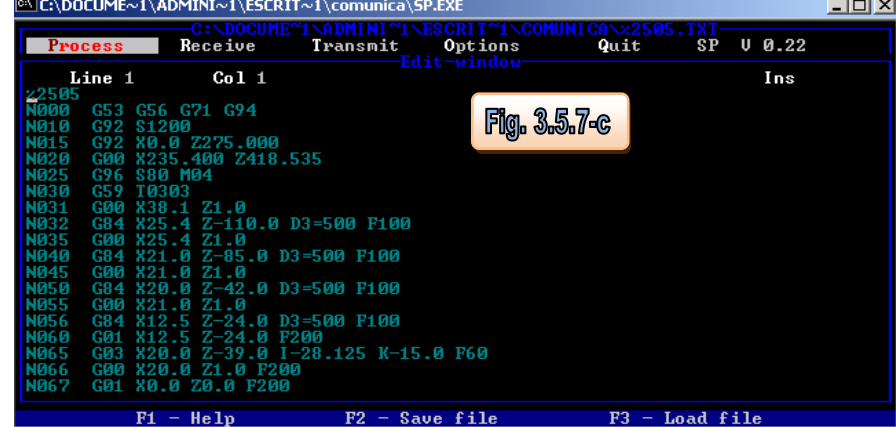 C:\DOCUME~1\ADMINI~1\ESCRIT~1\comunica\SP.EXE
C:\DOCUME~1\ADMINI~1\ESCRIT~1\COMUNICA\%2505.TXT
Process Receive Transmit Options Quit SP V 0.22
Edit-window
Line 1 Col 1 Ins
%2505
N000 G53 G56 G71 G94
N010 G92 S1200
N015 G92 X0.0 Z275.000
N020 G00 X235.400 Z418.535
N025 G96 S80 M04
N030 G59 T0303
N031 G00 X38.1 Z1.0
N032 G84 X25.4 Z-110.0 D3=500 F100
N035 G00 X25.4 Z1.0
N040 G84 X21.0 Z-85.0 D3=500 F100
N045 G00 X21.0 Z1.0
N050 G84 X20.0 Z-42.0 D3=500 F100
N055 G00 X21.0 Z1.0
N056 G84 X12.5 Z-24.0 D3=500 F100
N060 G01 X12.5 Z-24.0 F200
N065 G03 X20.0 Z-39.0 I-28.125 K-15.0 F60
N066 G00 X20.0 Z1.0 F200
N067 G01 X0.0 Z0.0 F200
Fig. 3.5.7-c
F1 - Help F2 - Save file F3 - Load file